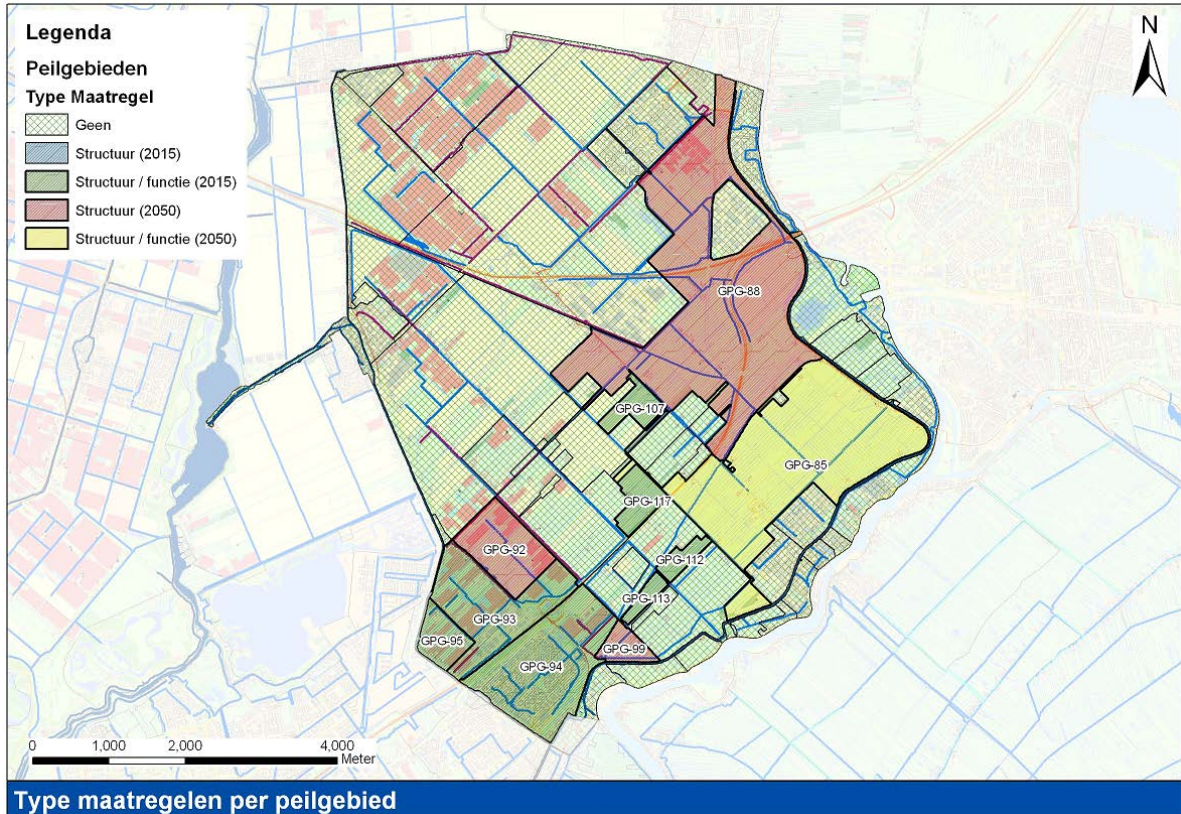 Legenda
Peilgebieden
Type Maatregel
Geen
Structuur (2015)
Structuur / functie (2015)
Structuur (2050)
Structuur / functie (2050)
N
GPG-88
GPG-107
GPG-85
GPG-117
GPG-92
GPG-112
GPG-113
GPG-93
GPG-95
GPG-99
GPG-94
0 1,000 2,000 4,000
Meter
Type maatregelen per peilgebied